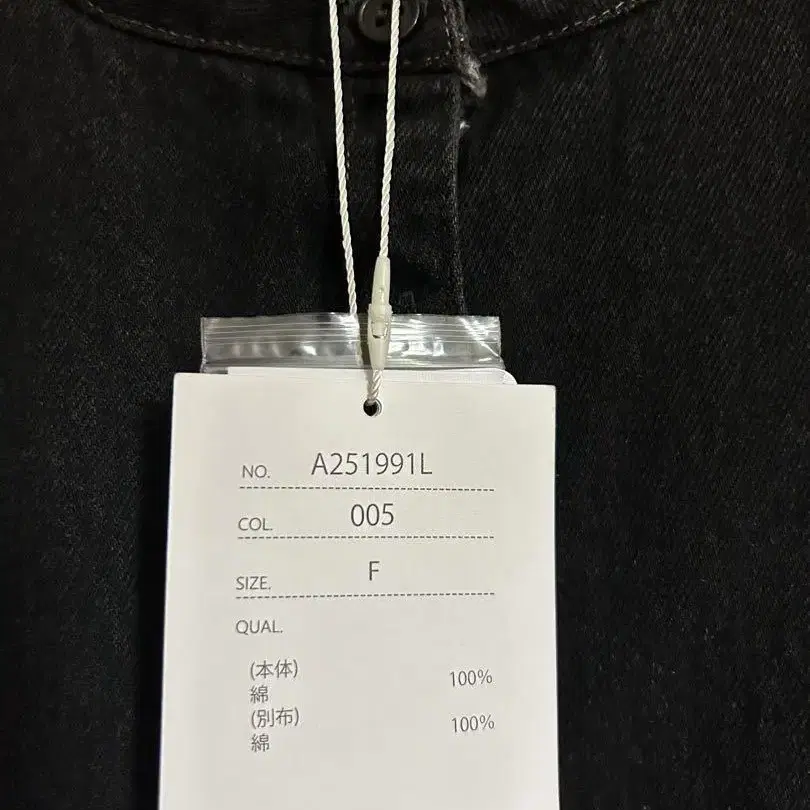 NO. A251991L
COL. 005
SIZE. F
QUAL.
(本体)
綿 100%
(別布)
綿 100%